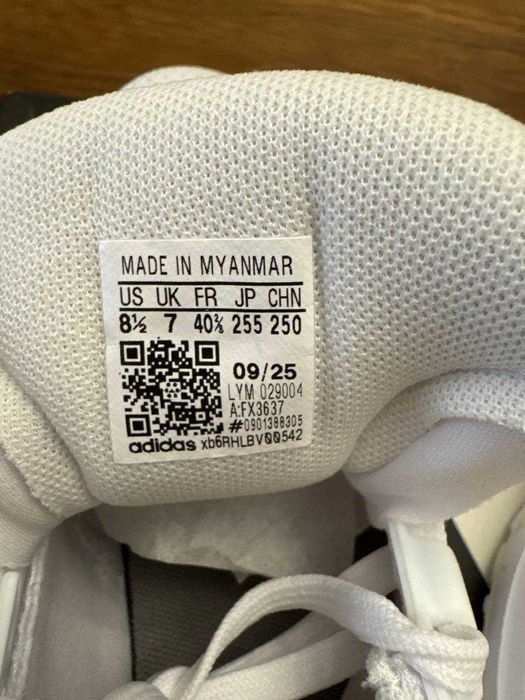 MADE IN MYANMAR
US UK FR JP CHN
8½ 7 40⅔ 255 250
09/25
LYM 029004
A:FX3637
#0901388305
adidas xb6RHLBV00542